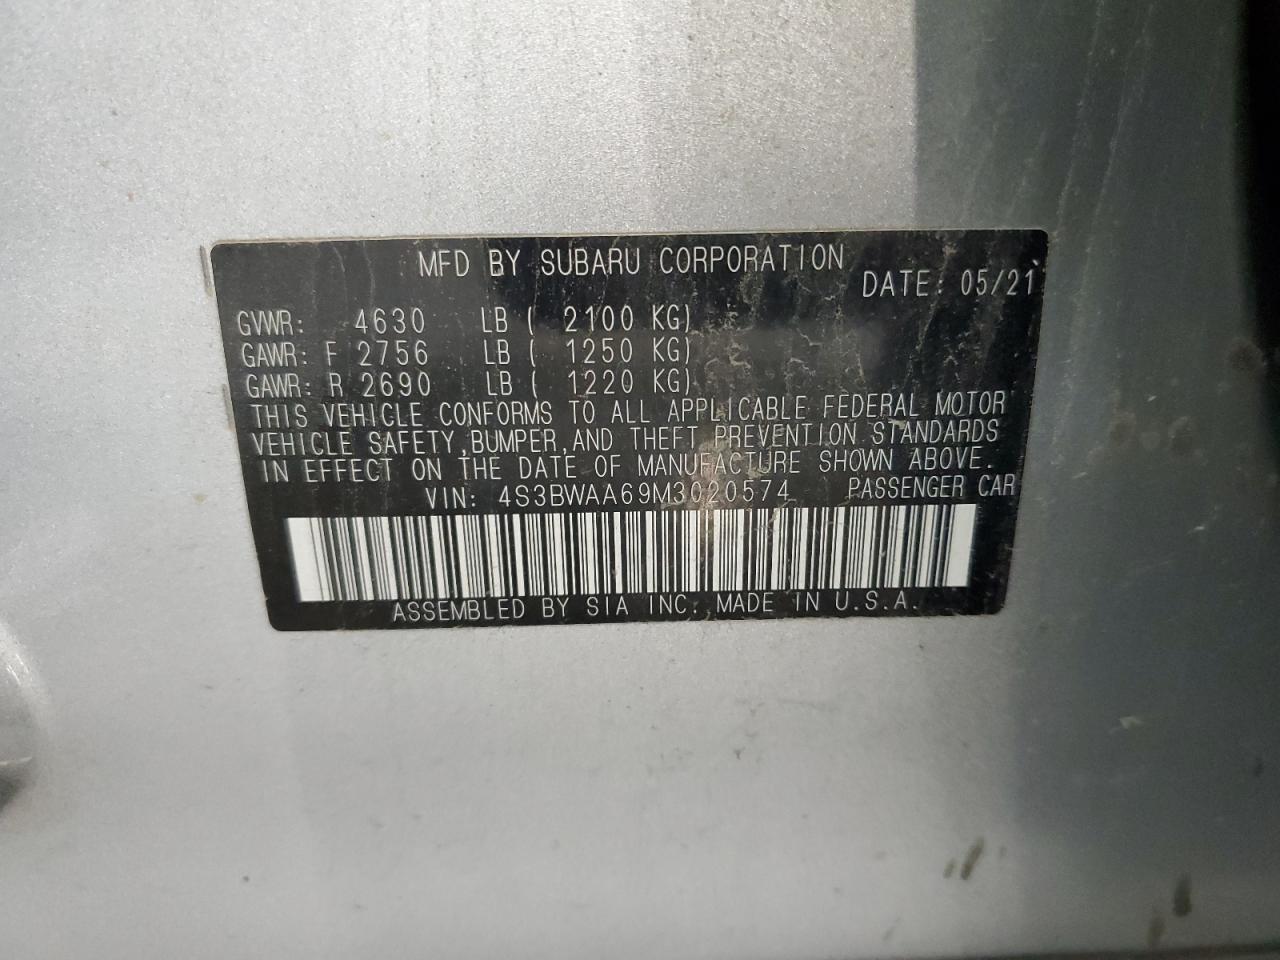 MFD BY SUBARU CORPORATION
DATE: 05/21
GVWR: 4630 LB ( 2100 KG)
GAWR: F 2756 LB ( 1250 KG)
GAWR: R 2690 LB ( 1220 KG)
THIS VEHICLE CONFORMS TO ALL APPLICABLE FEDERAL MOTOR
VEHICLE SAFETY,BUMPER,AND THEFT PREVENTION STANDARDS
IN EFFECT ON THE DATE OF MANUFACTURE SHOWN ABOVE.
VIN: 4S3BWAA69M3020574 PASSENGER CAR
ASSEMBLED BY SIA INC.,MADE IN U.S.A.